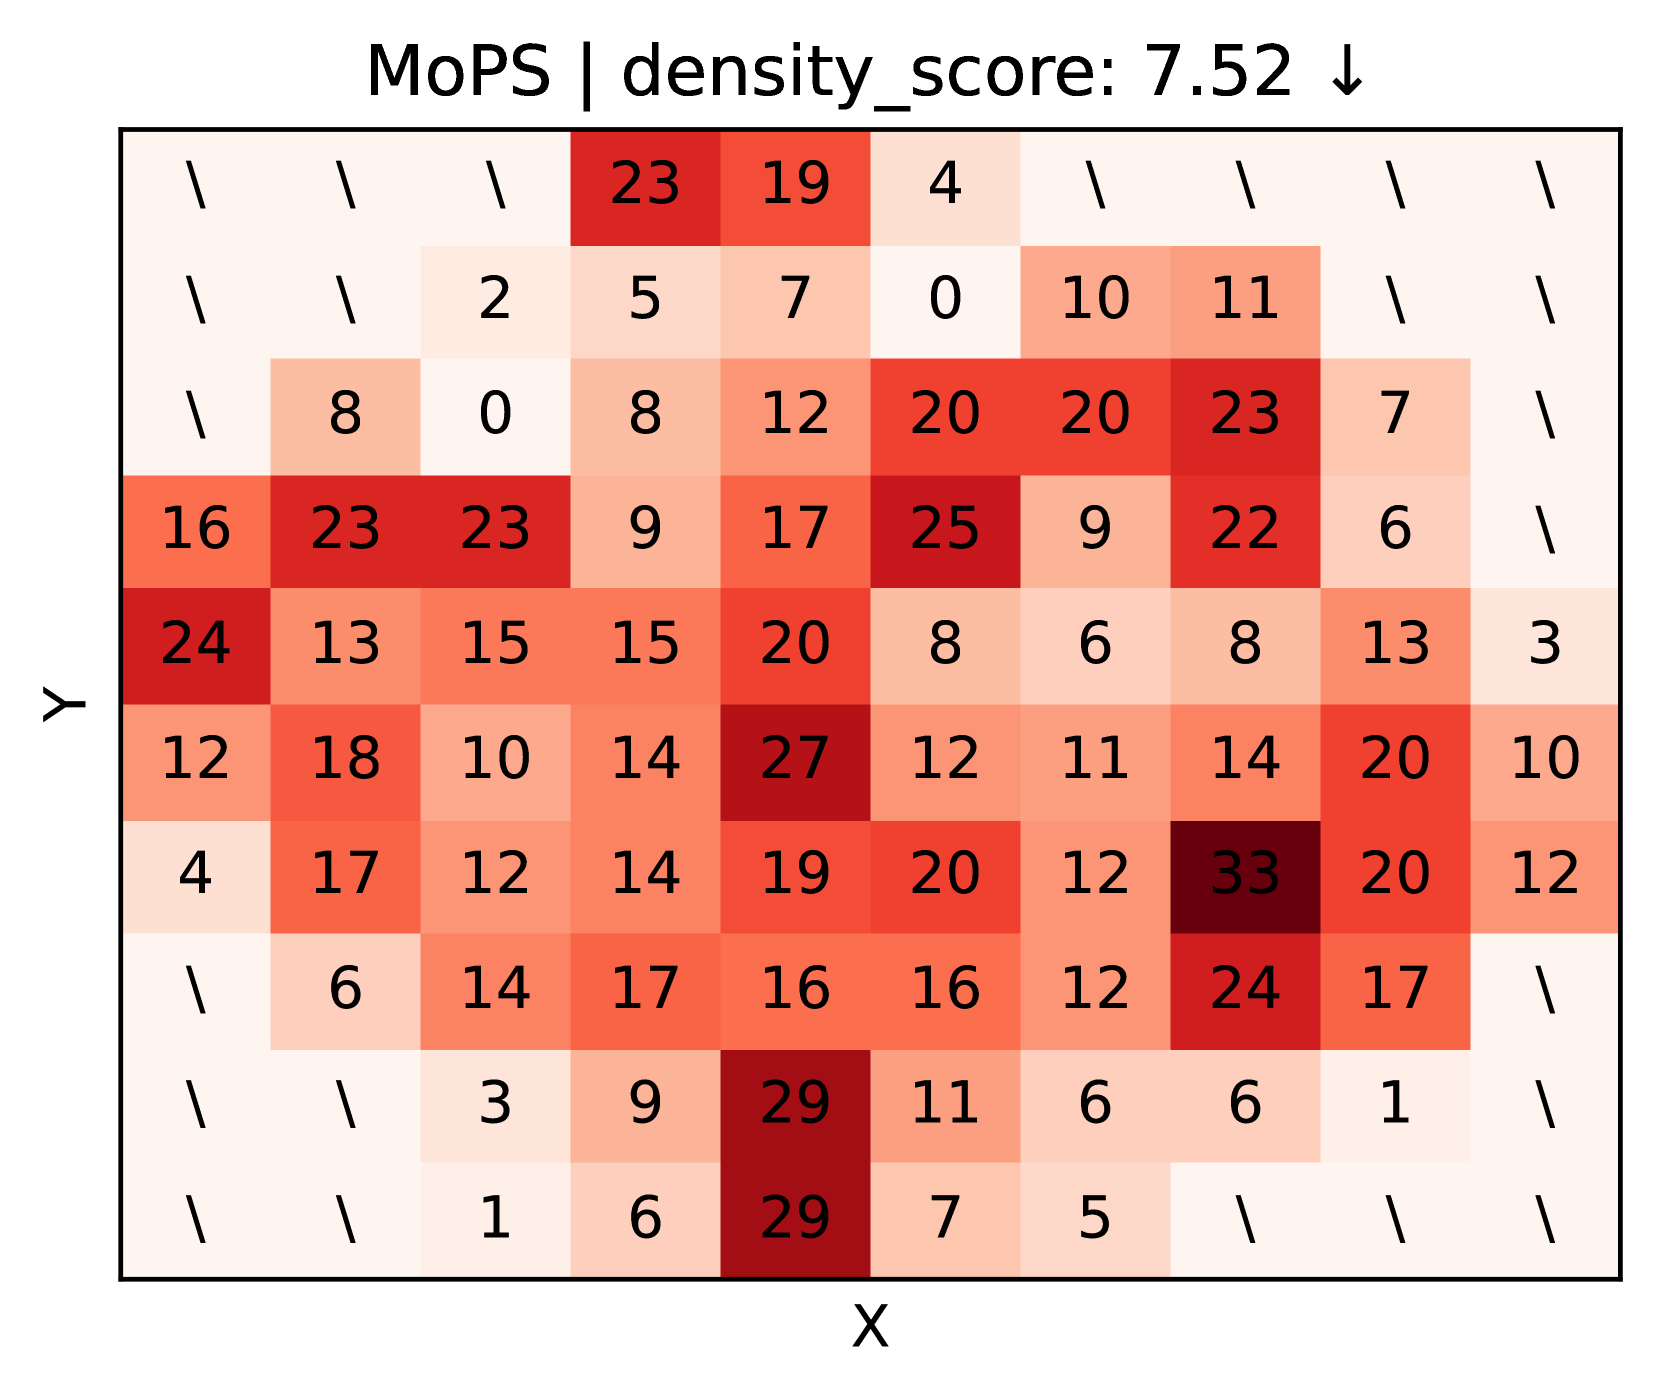 MoPS | density_score: 7.52 ↓
\ \ \ 23 19 4 \ \ \ \
\ \ 2 5 7 0 10 11 \ \
\ 8 0 8 12 20 20 23 7 \
16 23 23 9 17 25 9 22 6 \
24 13 15 15 20 8 6 8 13 3
12 18 10 14 27 12 11 14 20 10
4 17 12 14 19 20 12 33 20 12
\ 6 14 17 16 16 12 24 17 \
\ \ 3 9 29 11 6 6 1 \
\ \ 1 6 29 7 5 \ \ \
Y
X